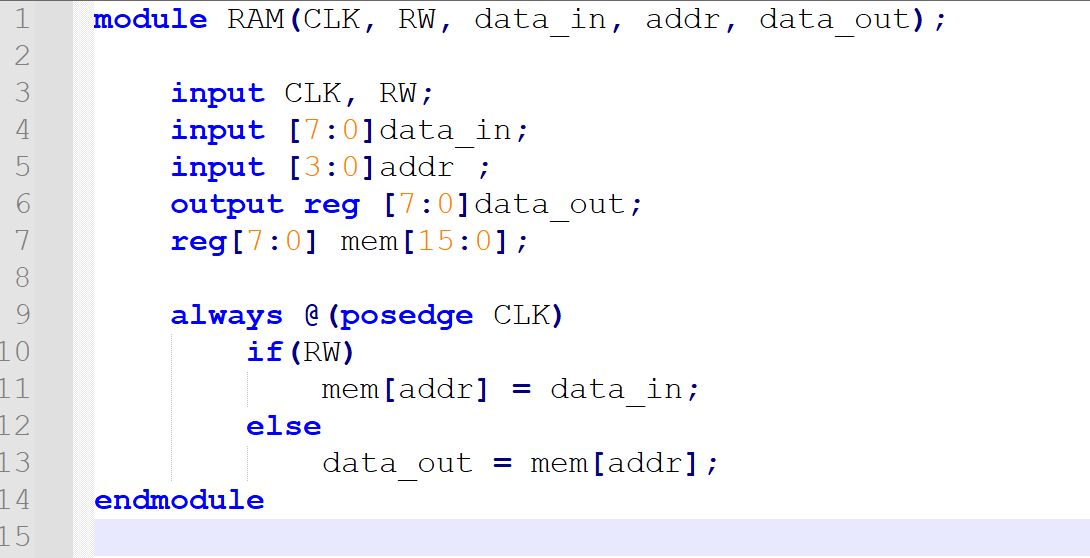 1 module RAM(CLK, RW, data_in, addr, data_out);
2
3 input CLK, RW;
4 input [7:0]data_in;
5 input [3:0]addr ;
6 output reg [7:0]data_out;
7 reg[7:0] mem[15:0];
8
9 always @(posedge CLK)
10 if(RW)
11 mem[addr] = data_in;
12 else
13 data_out = mem[addr];
14 endmodule
15